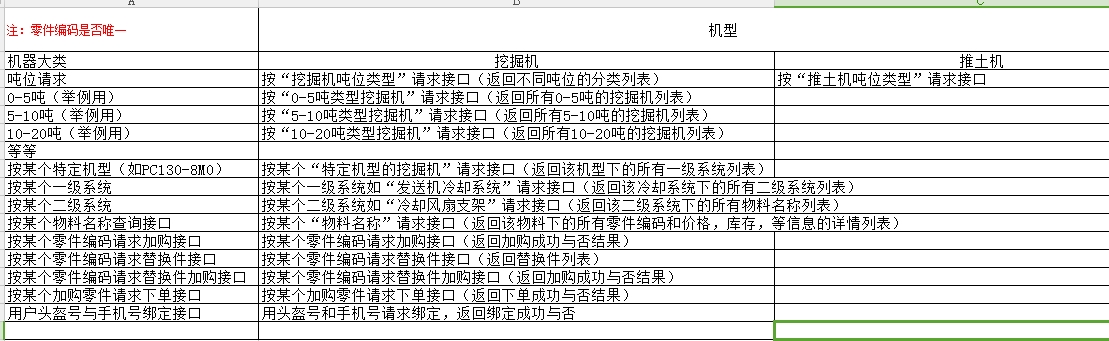 A B C
注：零件编码是否唯一 机型
机器大类 挖掘机 推土机
吨位请求 按“挖掘机吨位类型”请求接口（返回不同吨位的分类列表） 按“推土机吨位类型”请求接口
0-5吨（举例用） 按“0-5吨类型挖掘机”请求接口（返回所有0-5吨的挖掘机列表）
5-10吨（举例用） 按“5-10吨类型挖掘机”请求接口（返回所有5-10吨的挖掘机列表）
10-20吨（举例用） 按“10-20吨类型挖掘机”请求接口（返回所有10-20吨的挖掘机列表）
等等
按某个特定机型（如PC130-8M0） 按某个“特定机型的挖掘机”请求接口（返回该机型下的所有一级系统列表）
按某个一级系统 按某个一级系统如“发送机冷却系统”请求接口（返回该冷却系统下的所有二级系统列表）
按某个二级系统 按某个二级系统如“冷却风扇支架”请求接口（返回该二级系统下的所有物料名称列表）
按某个物料名称查询接口 按某个“物料名称”请求接口（返回该物料下的所有零件编码和价格，库存，等信息的详情列表）
按某个零件编码请求加购接口 按某个零件编码请求加购接口（返回加购成功与否结果）
按某个零件编码请求替换件接口 按某个零件编码请求替换件接口（返回替换件列表）
按某个零件编码请求替换件加购接口 按某个零件编码请求替换件加购接口（返回加购成功与否结果）
按某个加购零件请求下单接口 按某个加购零件请求下单接口（返回下单成功与否结果）
用户头盔号与手机号绑定接口 用头盔号和手机号请求绑定，返回绑定成功与否